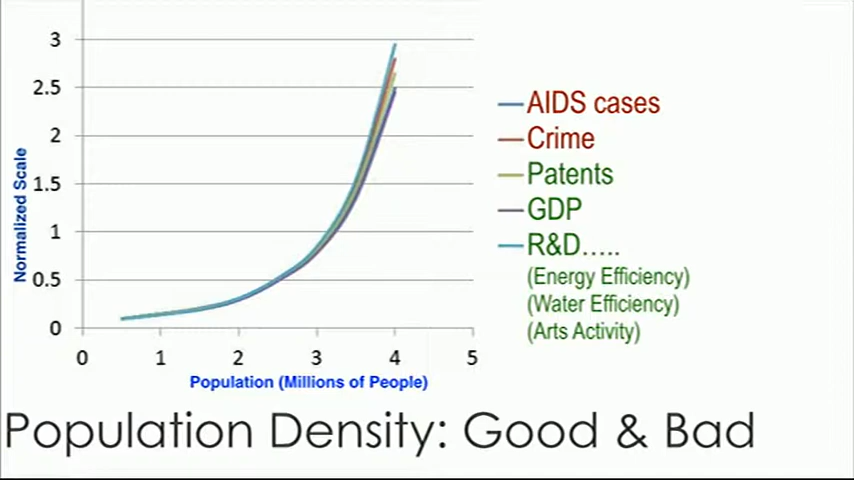 3
2.5
2
1.5
1
0.5
0
Normalized Scale
0 1 2 3 4 5
Population (Millions of People)
AIDS cases
Crime
Patents
GDP
R&D.....
(Energy Efficiency)
(Water Efficiency)
(Arts Activity)
Population Density: Good & Bad